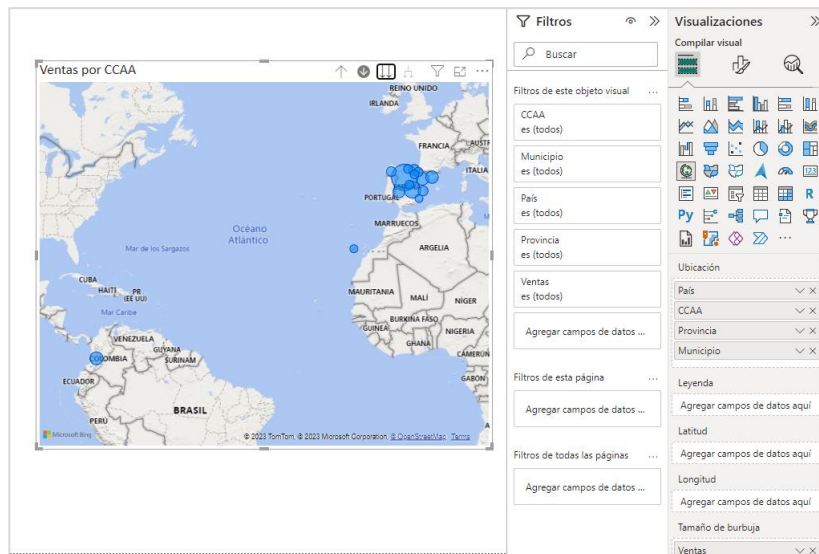 Ventas por CCAA
REINO UNIDO
IRLANDA
FRANCIA
ITALIA
PORTUGAL
Océano
Atlántico
MARRUECOS
Mar de los Sargazos
ARGELIA
CUBA
HAITÍ
PR
(EE UU)
Mar Caribe
MAURITANIA
MALÍ
NÍGER
BURKINA FASO
GUINEA
NIGERIA
GHANA
VENEZUELA
GUYANA
COLOMBIA
SURINAM
CAMERÚN
ECUADOR
GABÓN
BRASIL
PERÚ
Microsoft Bing
© 2023 TomTom, © 2023 Microsoft Corporation, © OpenStreetMap Terms
Filtros
Buscar
Filtros de este objeto visual ...
CCAA
es (todos)
Municipio
es (todos)
País
es (todos)
Provincia
es (todos)
Ventas
es (todos)
Agregar campos de datos ...
Filtros de esta página ...
Agregar campos de datos ...
Filtros de todas las páginas ...
Agregar campos de datos ...
Visualizaciones
Compilar visual
123
R
Py
...
Ubicación
País
CCAA
Provincia
Municipio
Leyenda
Agregar campos de datos aquí
Latitud
Agregar campos de datos aquí
Longitud
Agregar campos de datos aquí
Tamaño de burbuja
Ventas